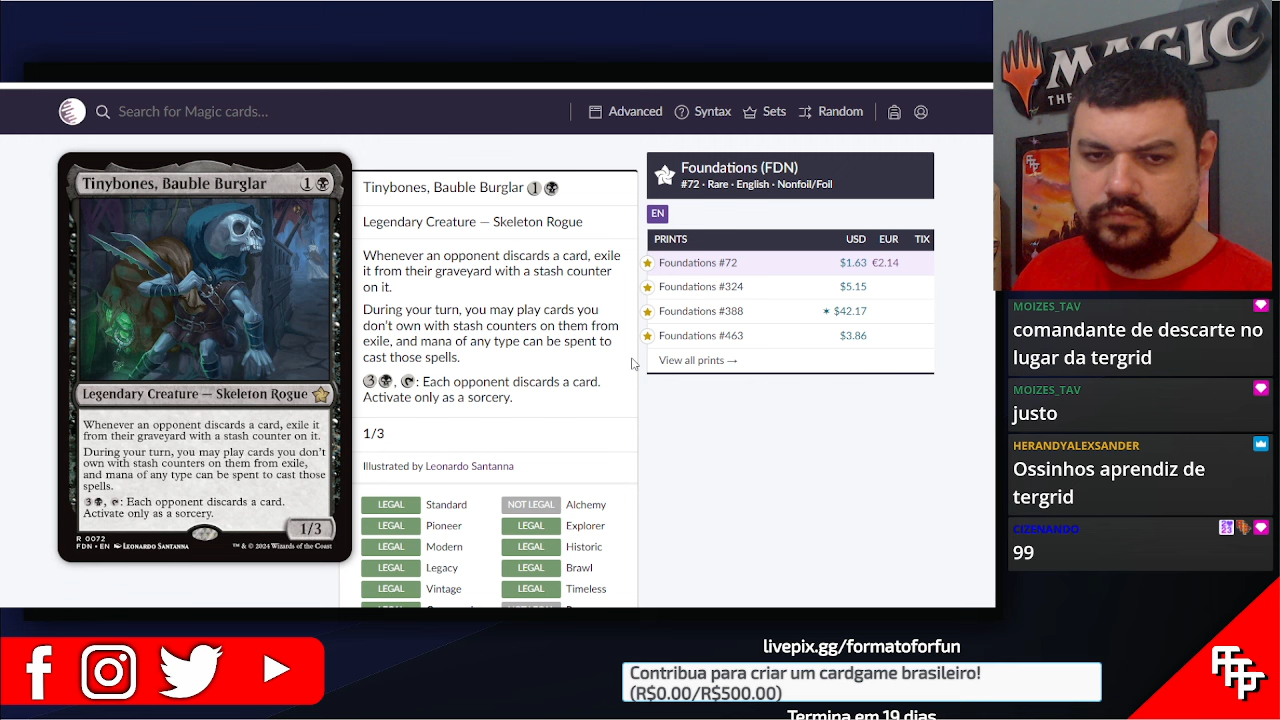 MAGIC
THE
Search for Magic cards...
Advanced
Syntax
Sets
Random
Tinybones, Bauble Burglar 1
Legendary Creature — Skeleton Rogue
Whenever an opponent discards a card, exile it
from their graveyard with a stash counter on it.
During your turn, you may play cards you don't
own with stash counters on them from exile,
and mana of any type can be spent to cast those
spells.
3, : Each opponent discards a card.
Activate only as a sorcery.
1/3
R 0072
FDN • EN LEONARDO SANTANNA
™ & © 2024 Wizards of the Coast
Tinybones, Bauble Burglar 1
Legendary Creature — Skeleton Rogue
Whenever an opponent discards a card, exile
it from their graveyard with a stash counter
on it.
During your turn, you may play cards you
don't own with stash counters on them from
exile, and mana of any type can be spent to
cast those spells.
3, : Each opponent discards a card.
Activate only as a sorcery.
1/3
Illustrated by Leonardo Santanna
LEGAL Standard NOT LEGAL Alchemy
LEGAL Pioneer LEGAL Explorer
LEGAL Modern LEGAL Historic
LEGAL Legacy LEGAL Brawl
LEGAL Vintage LEGAL Timeless
Foundations (FDN)
#72 · Rare · English · Nonfoil/Foil
EN
PRINTS USD EUR TIX
Foundations #72 $1.63 €2.14
Foundations #324 $5.15
Foundations #388 ✶ $42.17
Foundations #463 $3.86
View all prints →
MOIZES_TAV
comandante de descarte no
lugar da tergrid
MOIZES_TAV
justo
HERANDYALEXSANDER
Ossinhos aprendiz de
tergrid
CIZENANDO
99
livepix.gg/formatoforfun
Contribua para criar um cardgame brasileiro!
(R$0.00/R$500.00)
Termina em 19 dias